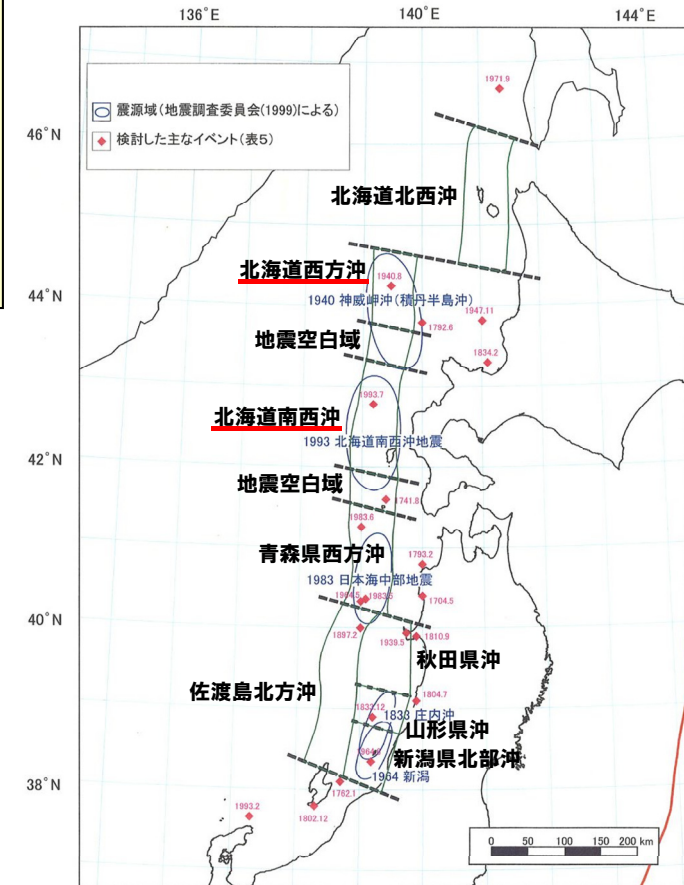 136°E
140°E
144°E
1971.9
震源域(地震調査委員会(1999)による)
検討した主なイベント(表5)
46°N
北海道北西沖
北海道西方沖
1940.8
44°N
1940 神威岬沖(積丹半島沖)
1947.11
1792.6
地震空白域
1834.2
1993.7
北海道南西沖
1993 北海道南西沖地震
42°N
地震空白域
1741.8
1983.6
青森県西方沖
1793.2
1983 日本海中部地震
1964.5
1983.5
1704.5
40°N
1897.2
1939.5
1810.9
秋田県沖
佐渡島北方沖
1804.7
1833.12
1833 庄内沖
山形県沖
新潟県北部沖
1964 新潟
38°N
1762.1
1993.2
1802.12
0 50 100 150 200 km